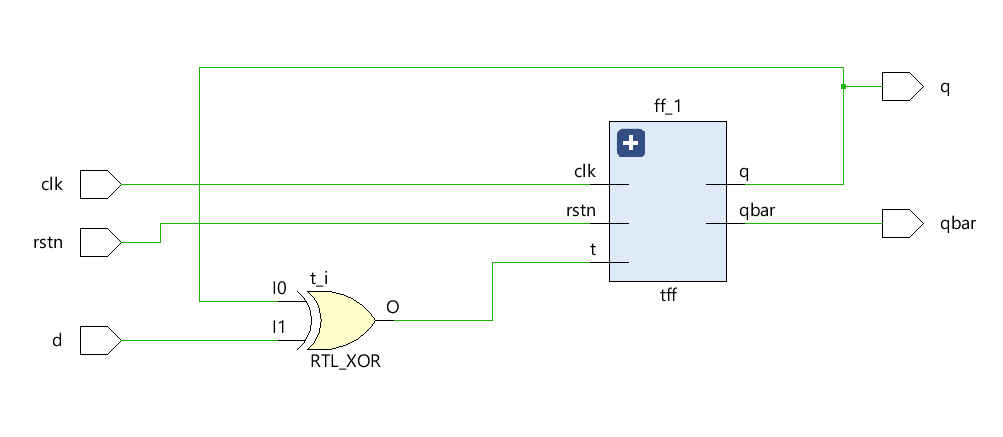 ff_1
q
clk
clk
q
rstn
qbar
qbar
rstn
t
t_i
I0
tff
O
I1
d
RTL_XOR